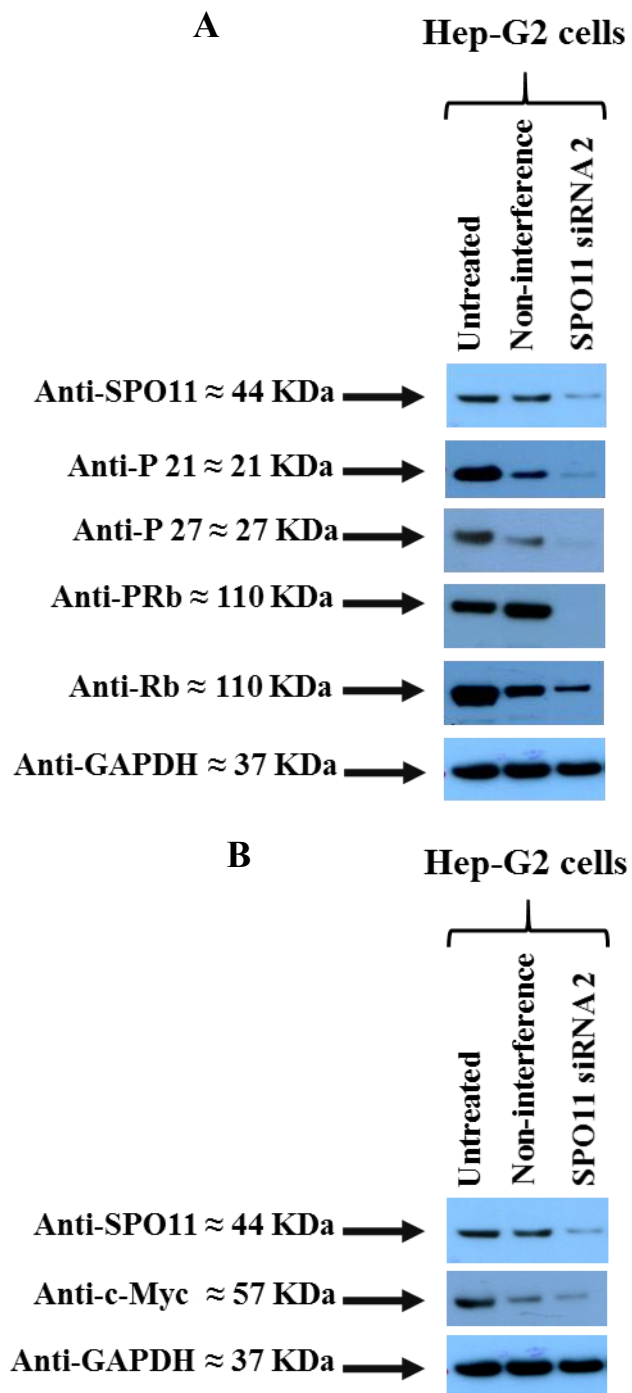 A
Hep-G2 cells
Untreated
Non-interference
SPO11 siRNA 2
Anti-SPO11 ≈ 44 KDa
Anti-P 21 ≈ 21 KDa
Anti-P 27 ≈ 27 KDa
Anti-PRb ≈ 110 KDa
Anti-Rb ≈ 110 KDa
Anti-GAPDH ≈ 37 KDa
B
Hep-G2 cells
Untreated
Non-interference
SPO11 siRNA 2
Anti-SPO11 ≈ 44 KDa
Anti-c-Myc ≈ 57 KDa
Anti-GAPDH ≈ 37 KDa